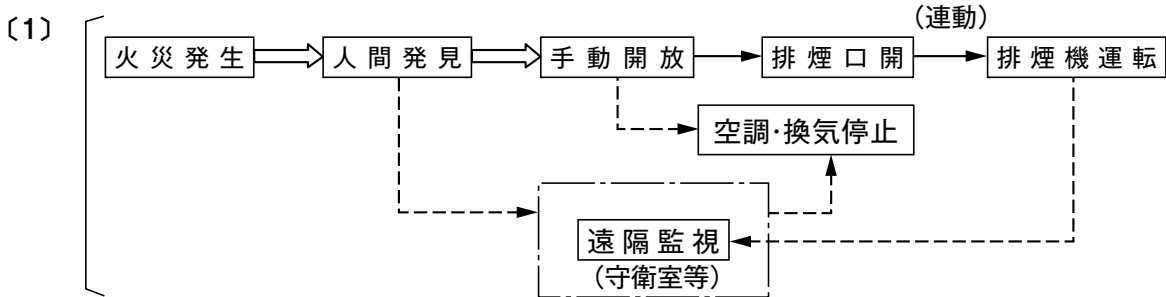 〔1〕
(連動)
火災発生
人間発見
手動開放
排煙口開
排煙機運転
空調・換気停止
遠隔監視
(守衛室等)